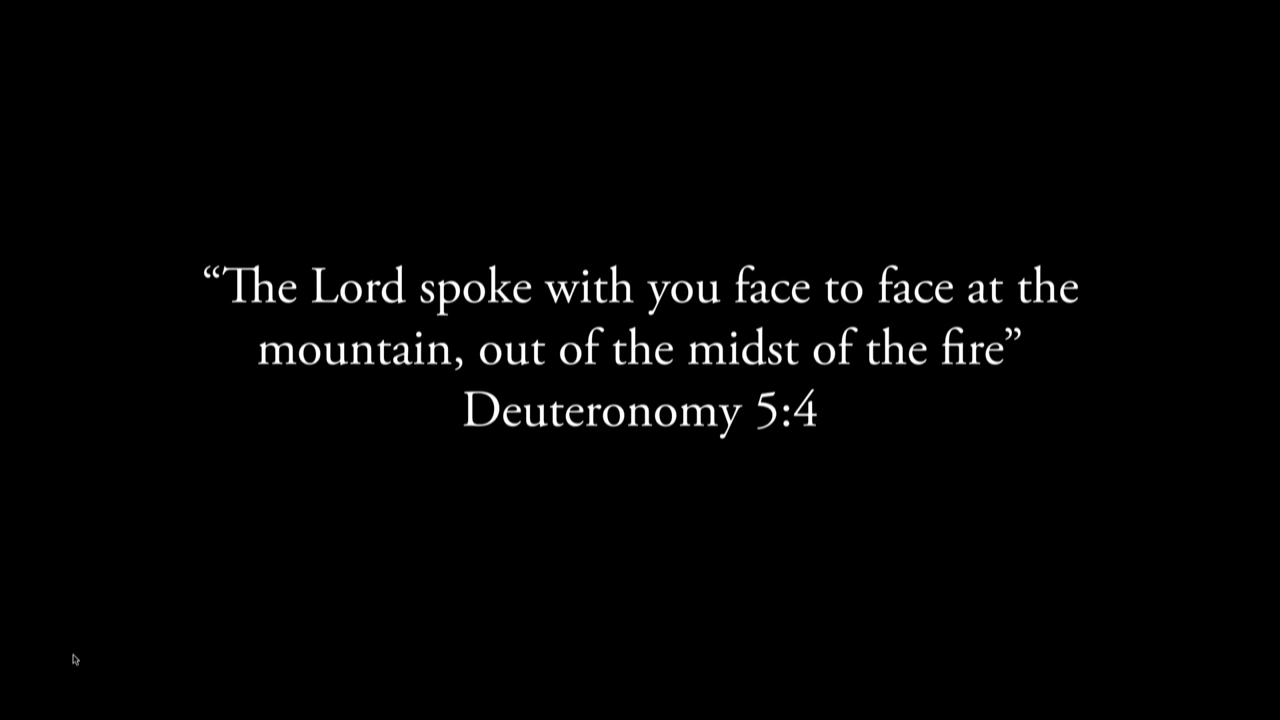 “The Lord spoke with you face to face at the
mountain, out of the midst of the fire”
Deuteronomy 5:4